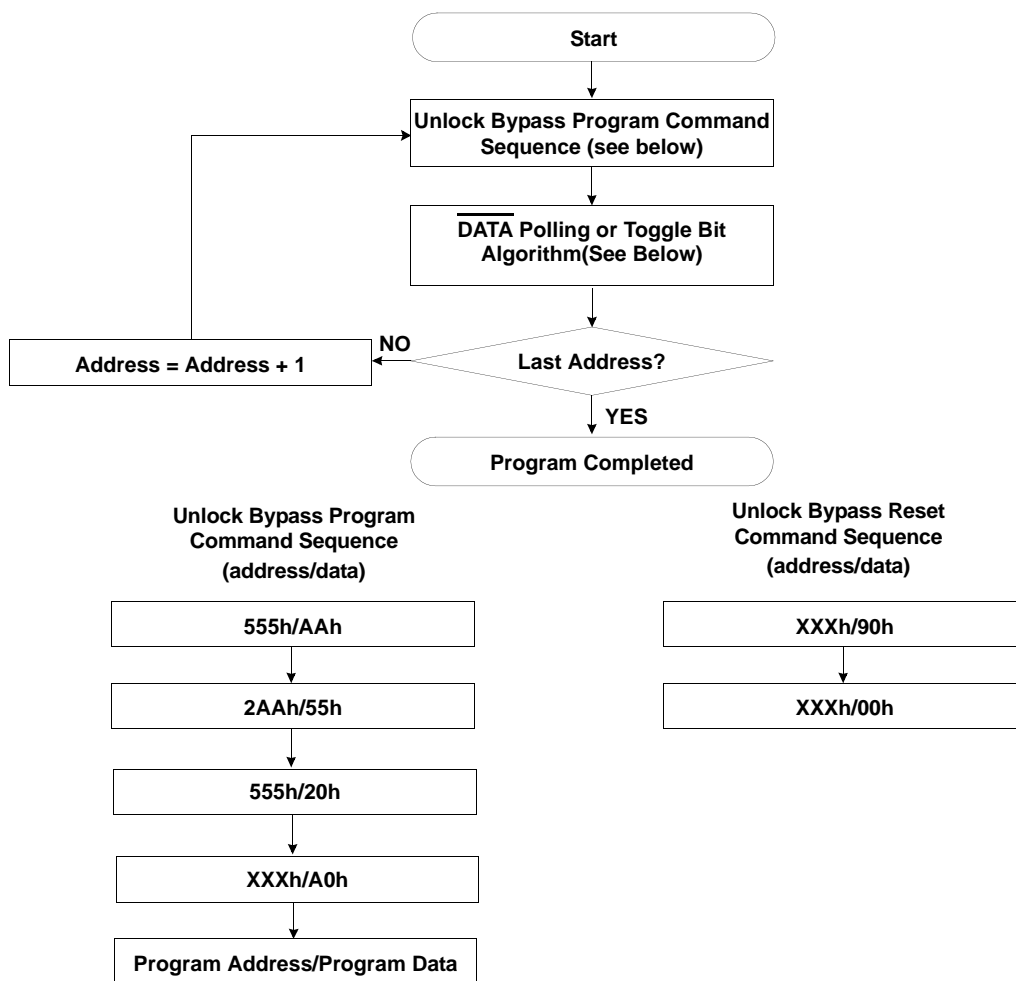 Start
Unlock Bypass Program Command
Sequence (see below)
DATA Polling or Toggle Bit
Algorithm(See Below)
Last Address?
NO
Address = Address + 1
YES
Program Completed
Unlock Bypass Program
Command Sequence
(address/data)
555h/AAh
2AAh/55h
555h/20h
XXXh/A0h
Program Address/Program Data
Unlock Bypass Reset
Command Sequence
(address/data)
XXXh/90h
XXXh/00h